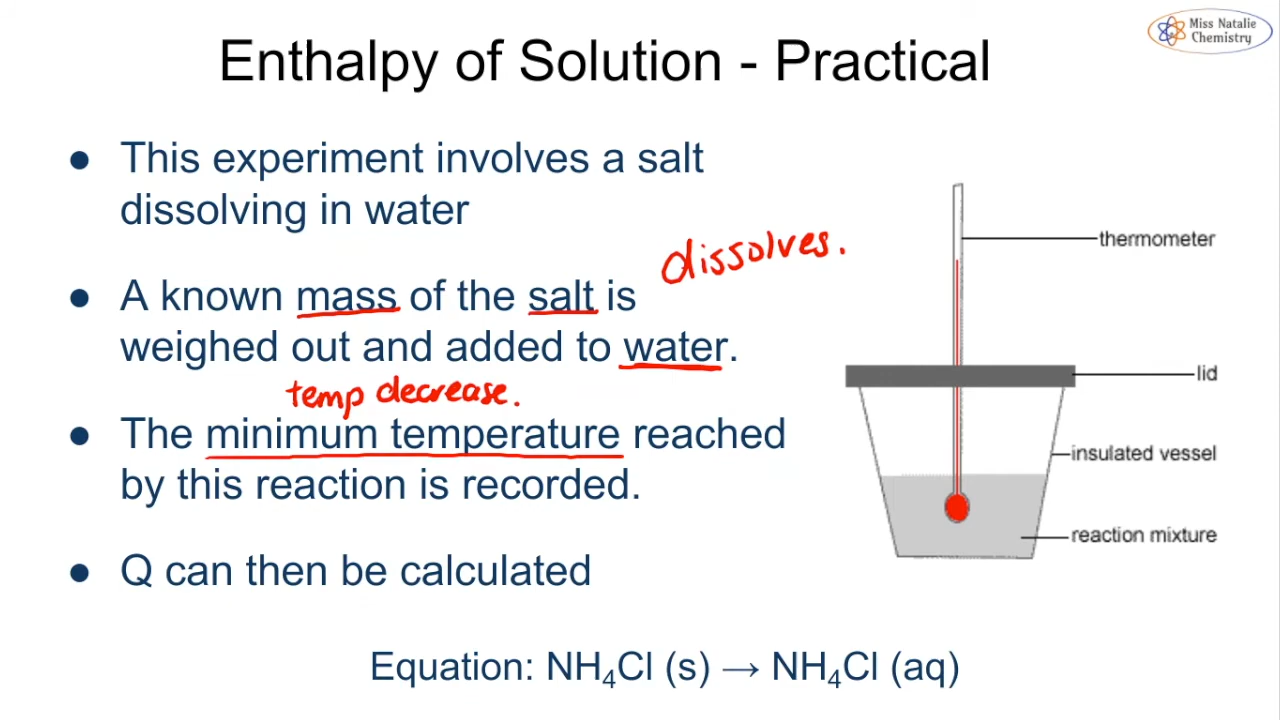 Miss Natalie
Chemistry
Enthalpy of Solution - Practical
● This experiment involves a salt
dissolving in water
dissolves.
● A known mass of the salt is
weighed out and added to water.
temp decrease.
● The minimum temperature reached
by this reaction is recorded.
● Q can then be calculated
Equation: NH₄Cl (s) → NH₄Cl (aq)
thermometer
lid
insulated vessel
reaction mixture